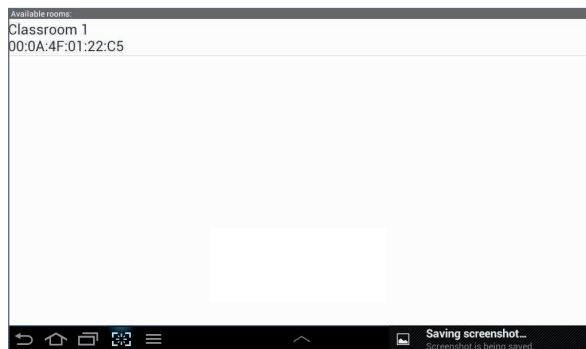 Available rooms:
Classroom 1
00:0A:4F:01:22:C5
Saving screenshot...
Screenshot is being saved.